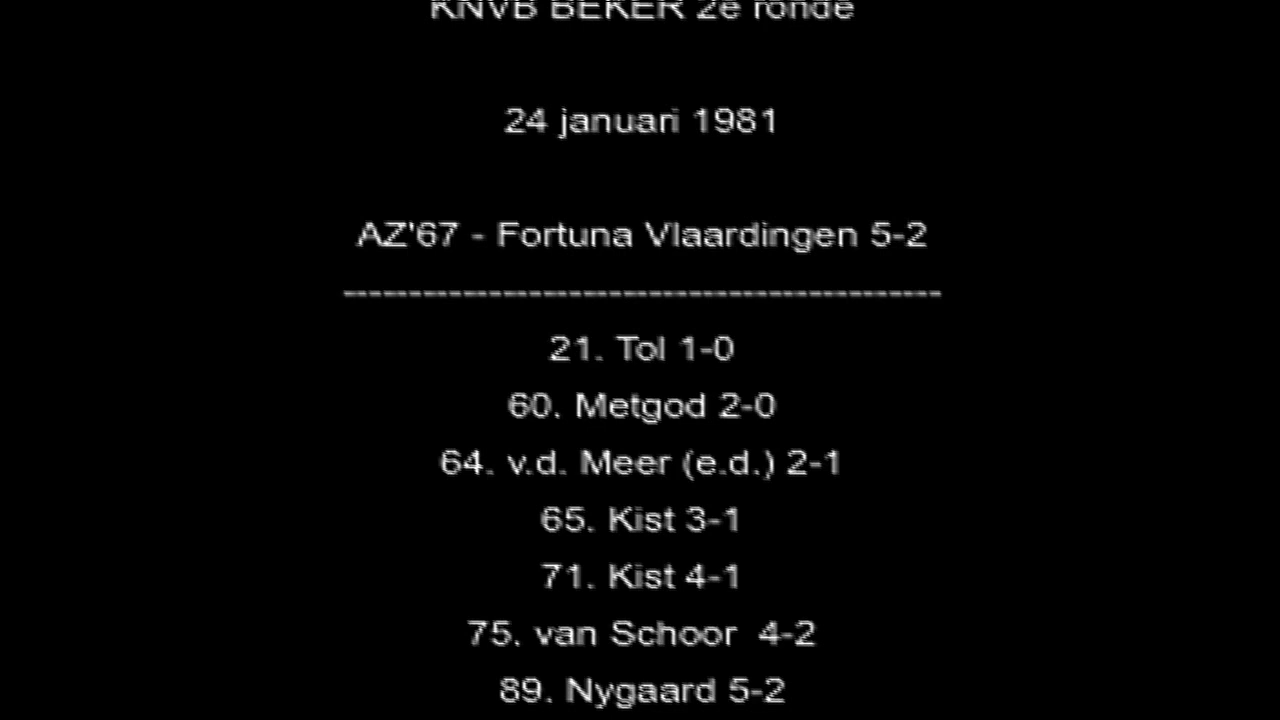 KNVB BEKER 2e ronde
24 januari 1981
AZ'67 - Fortuna Vlaardingen 5-2
---------------------------------------------
21. Tol 1-0
60. Metgod 2-0
64. v.d. Meer (e.d.) 2-1
65. Kist 3-1
71. Kist 4-1
75. van Schoor  4-2
89. Nygaard 5-2